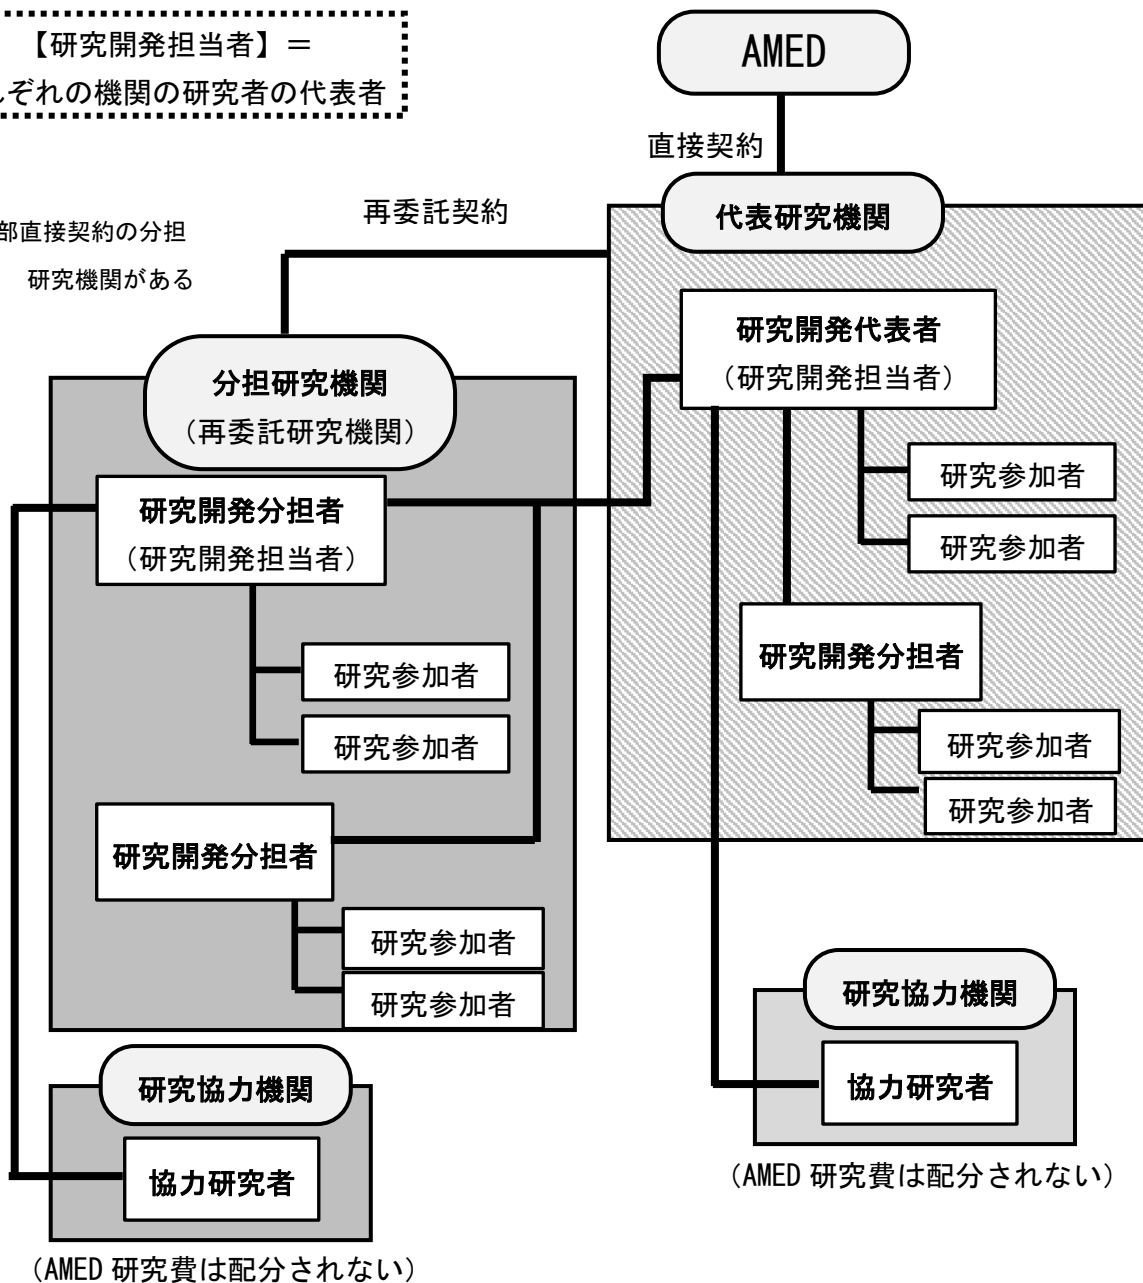 【研究開発担当者】＝
ぞれの機関の研究者の代表者
AMED
直接契約
再委託契約
代表研究機関
部直接契約の分担
研究機関がある
研究開発代表者
（研究開発担当者）
研究参加者
研究参加者
研究開発分担者
研究参加者
研究参加者
分担研究機関
（再委託研究機関）
研究開発分担者
（研究開発担当者）
研究参加者
研究参加者
研究開発分担者
研究参加者
研究参加者
研究協力機関
協力研究者
（AMED 研究費は配分されない）
研究協力機関
協力研究者
（AMED 研究費は配分されない）